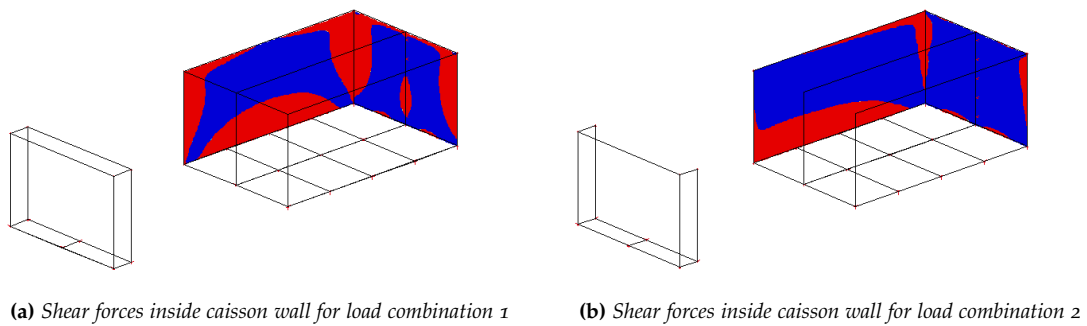 (a) Shear forces inside caisson wall for load combination 1
(b) Shear forces inside caisson wall for load combination 2